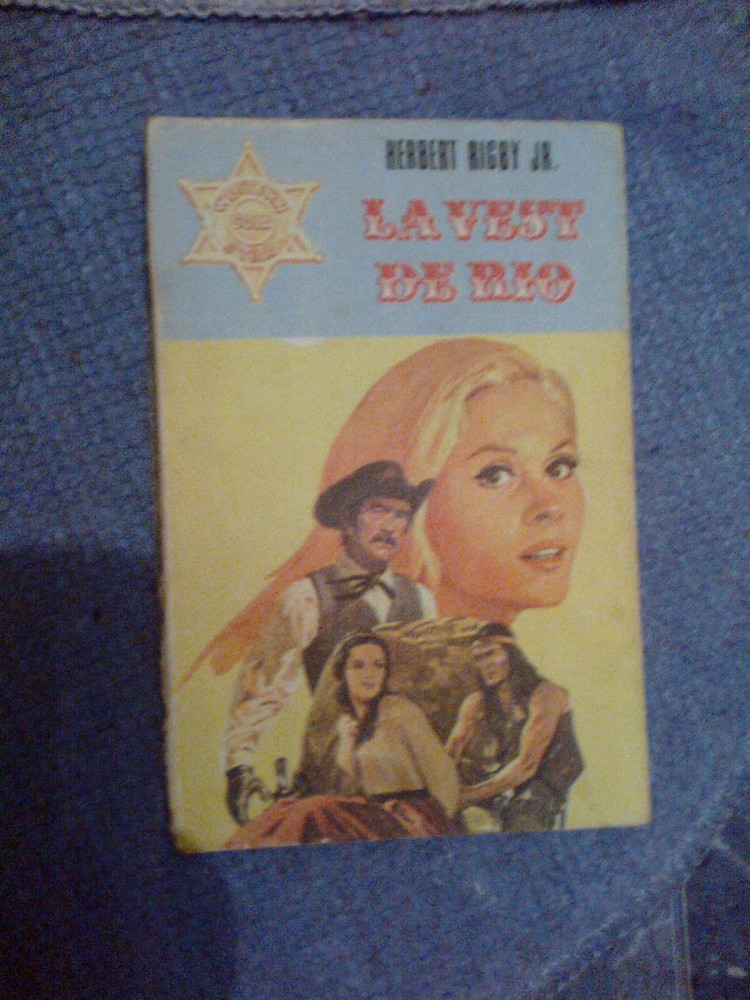 HERBERT RIGBY JR.
LA VEST
DE RIO